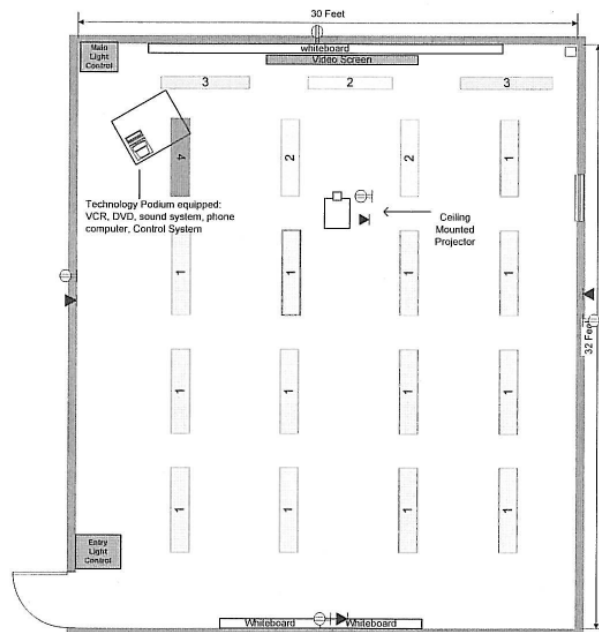 30 Feet
Main
Light
Control
whiteboard
Video Screen
3
2
3
4
2
2
1
Technology Podium equipped:
VCR, DVD, sound system, phone
computer, Control System
Ceiling
Mounted
Projector
1
1
1
1
32 Feet
1
1
1
1
1
1
1
1
Entry
Light
Control
Whiteboard
Whiteboard